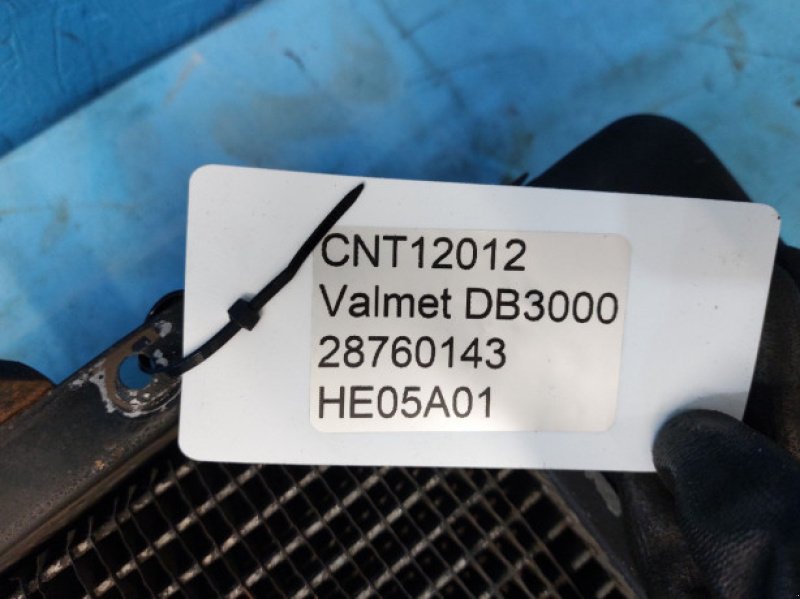 CNT12012
Valmet DB3000
28760143
HE05A01